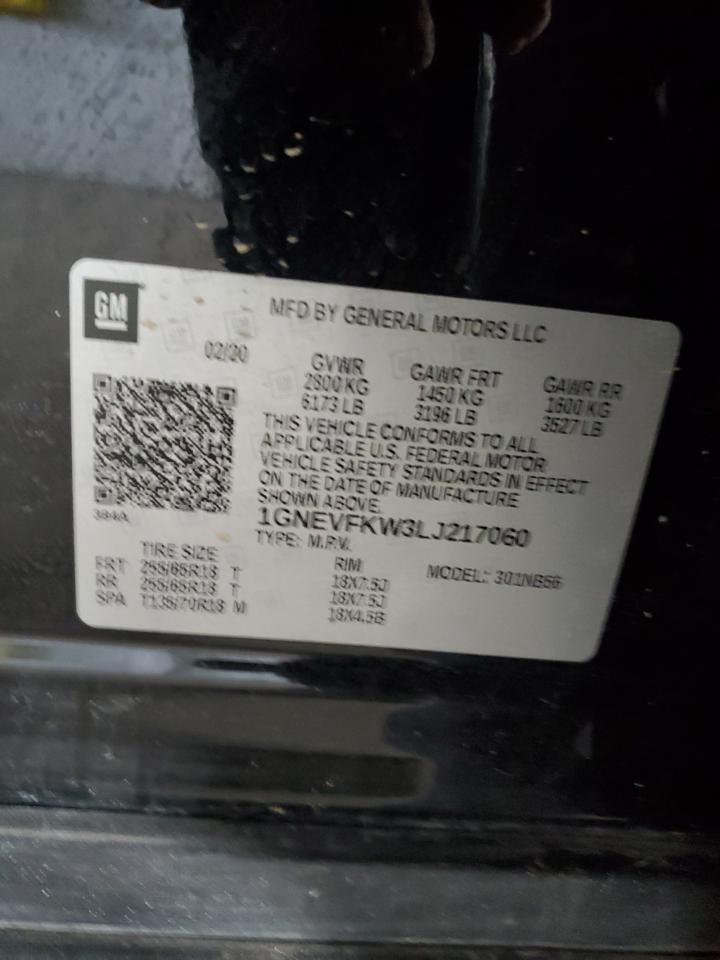 GM
MFD BY GENERAL MOTORS LLC
02/20
GVWR GAWR FRT GAWR RR
2800 KG 1450 KG 1600 KG
6173 LB 3196 LB 3527 LB
THIS VEHICLE CONFORMS TO ALL
APPLICABLE U.S. FEDERAL MOTOR
VEHICLE SAFETY STANDARDS IN EFFECT
ON THE DATE OF MANUFACTURE
SHOWN ABOVE.
1GNEVFKW3LJ217060
TYPE: M.P.V.
TIRE SIZE RIM MODEL:
FRT 255/65R18 T 18X7.5J
RR 255/65R18 T 18X7.5J
SPA T135/70R18 M 18X4.5B